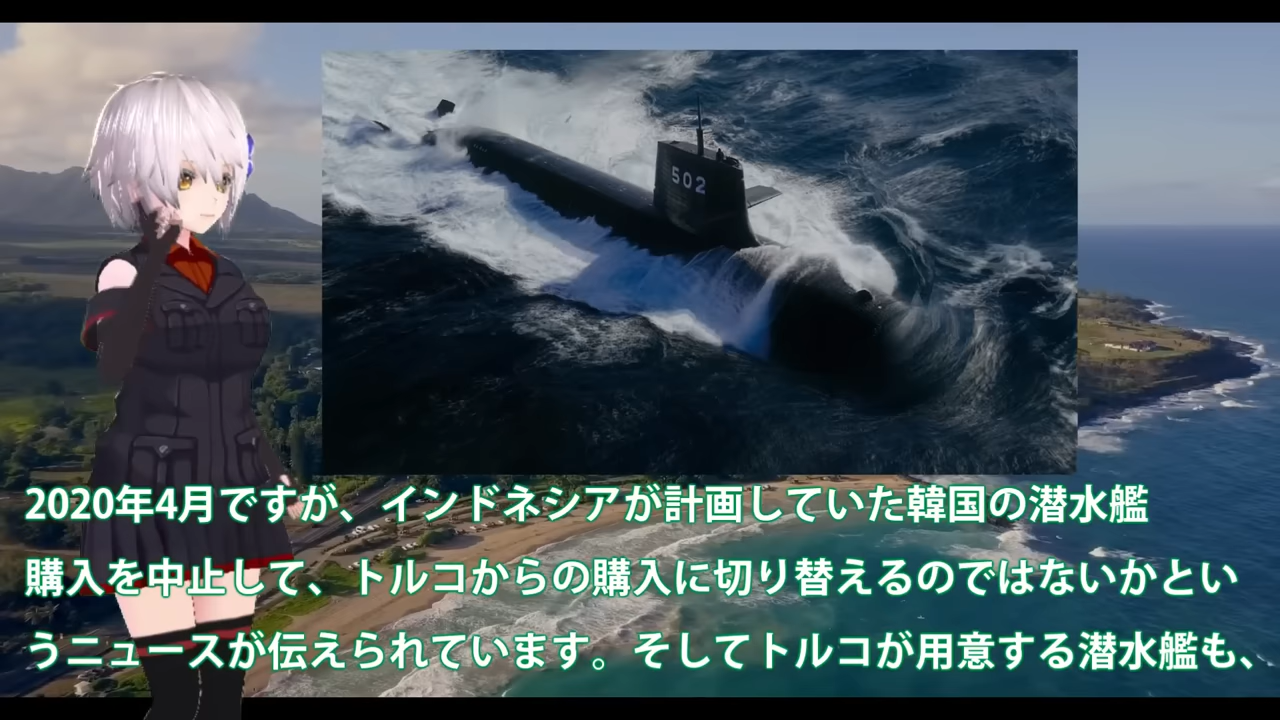 502
2020年4月ですが、インドネシアが計画していた韓国の潜水艦
購入を中止して、トルコからの購入に切り替えるのではないかとい
うニュースが伝えられています。そしてトルコが用意する潜水艦も、